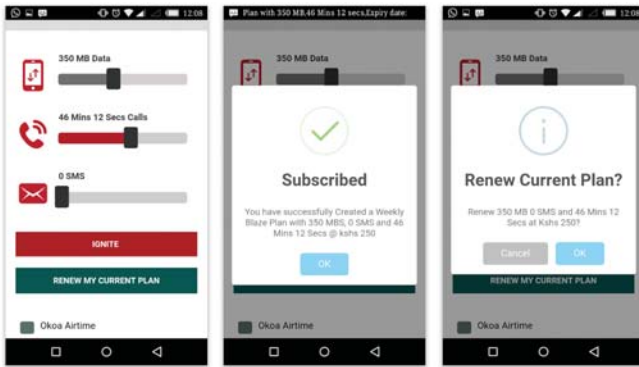 12:08
350 MB Data
46 Mins 12 Secs Calls
0 SMS
IGNITE
RENEW MY CURRENT PLAN
Okoa Airtime
Plan with 350 MB,46 Mins 12 secs,Expiry date:
350 MB Data
Subscribed
You have successfully Created a Weekly
Blaze Plan with 350 MBS, 0 SMS and 46
Mins 12 Secs @ kshs 250
OK
Okoa Airtime
12:08
350 MB Data
Renew Current Plan?
Renew 350 MB 0 SMS and 46 Mins 12
Secs at Kshs 250?
Cancel OK
RENEW MY CURRENT PLAN
Okoa Airtime